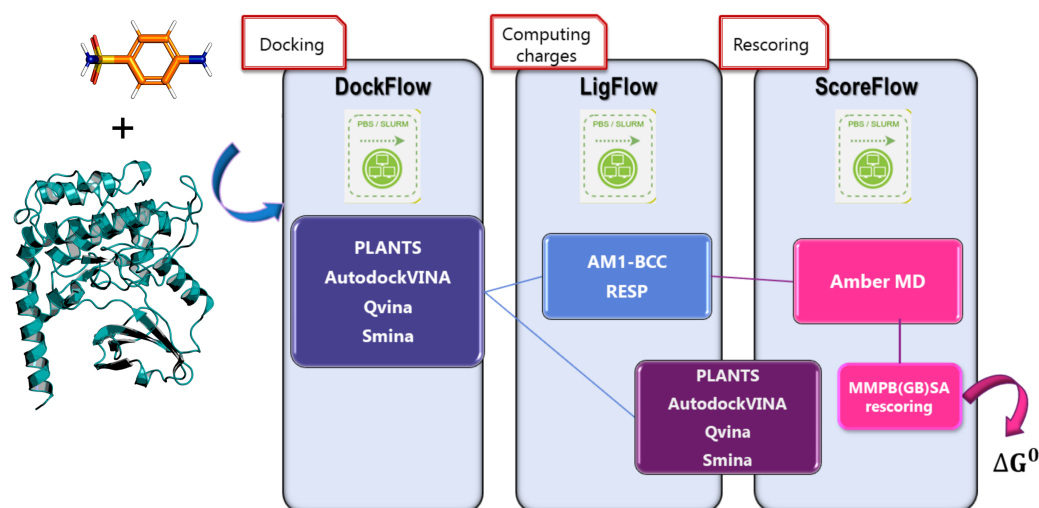 Docking
Computing
charges
Rescoring
DockFlow
LigFlow
ScoreFlow
PBS / SLURM
PBS / SLURM
PBS / SLURM
+
PLANTS
AutodockVINA
Qvina
Smina
AM1-BCC
RESP
Amber MD
PLANTS
AutodockVINA
Qvina
Smina
MMPB(GB)SA
rescoring
ΔG⁰